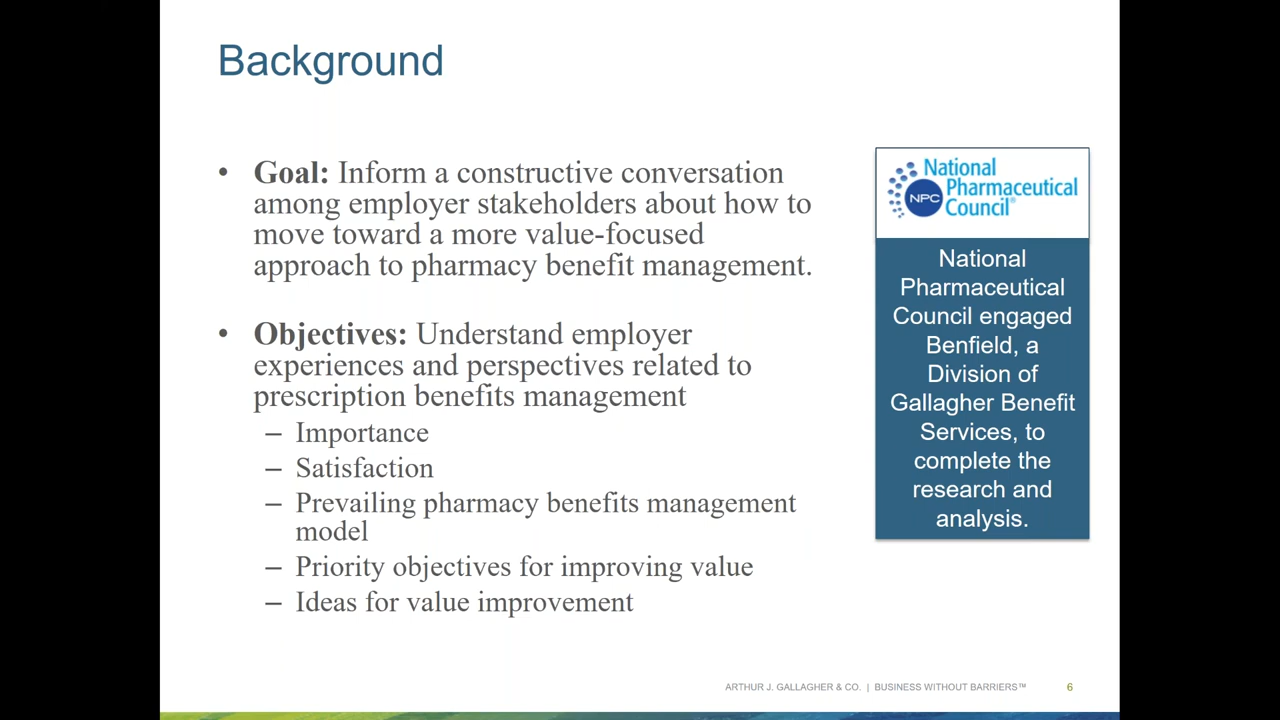 Background
• Goal: Inform a constructive conversation
among employer stakeholders about how to
move toward a more value-focused
approach to pharmacy benefit management.
• Objectives: Understand employer
experiences and perspectives related to
prescription benefits management
– Importance
– Satisfaction
– Prevailing pharmacy benefits management
model
– Priority objectives for improving value
– Ideas for value improvement
National
Pharmaceutical
Council®
NPC
National
Pharmaceutical
Council engaged
Benfield, a
Division of
Gallagher Benefit
Services, to
complete the
research and
analysis.
ARTHUR J. GALLAGHER & CO. | BUSINESS WITHOUT BARRIERS™
6